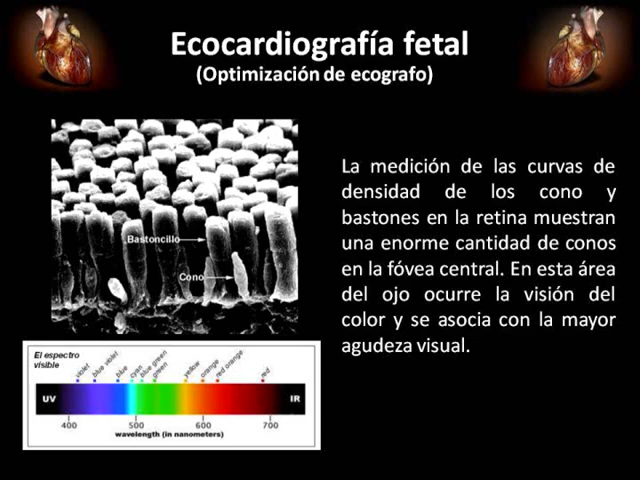 Ecocardiografía fetal
(Optimización de ecografo)
La medición de las curvas de
densidad de los cono y
bastones en la retina muestran
una enorme cantidad de conos
en la fóvea central. En esta área
del ojo ocurre la visión del
color y se asocia con la mayor
agudeza visual.
Bastoncillo
Cono
El espectro
visible
violet
blue violet
blue
cyan
blue green
green
yellow
orange
red orange
red
UV
IR
400 500 600 700
wavelength (in nanometers)